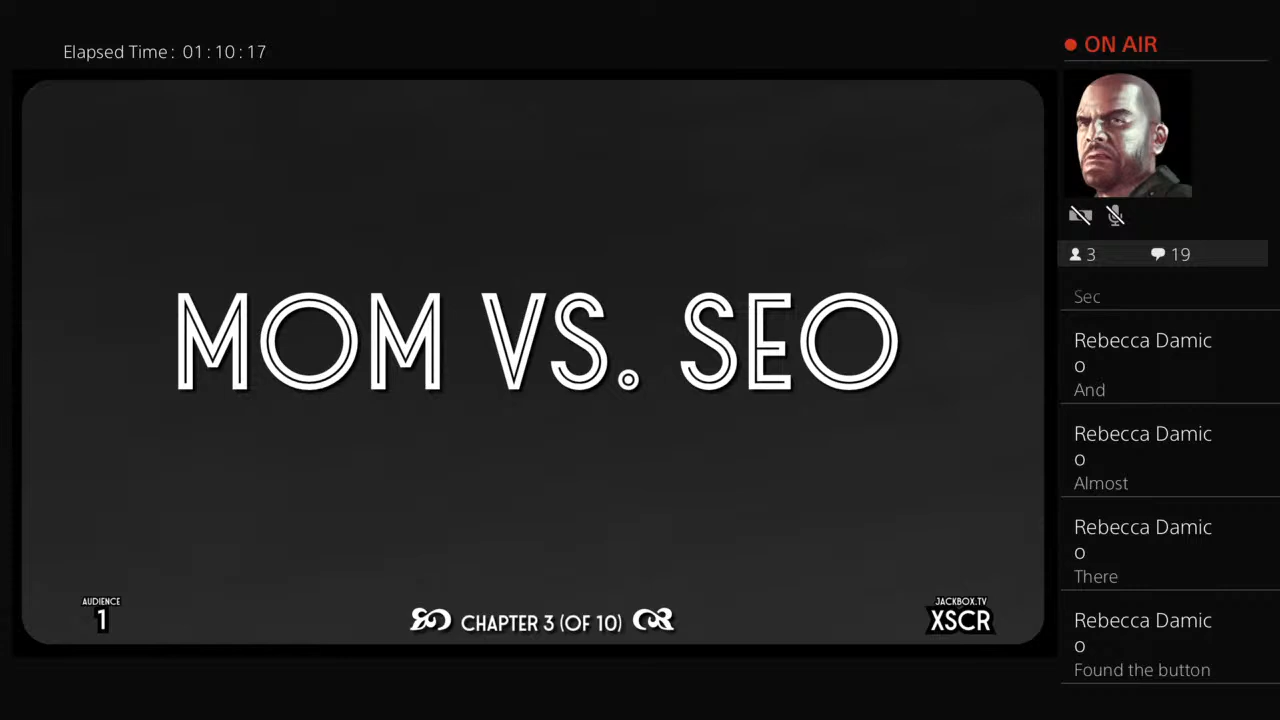 Elapsed Time: 01:10:17
ON AIR
MOM VS. SEO
AUDIENCE
1
CHAPTER 3 (OF 10)
JACKBOX.TV
XSCR
3
19
Sec
Rebecca Damic
o
And
Rebecca Damic
o
Almost
Rebecca Damic
o
There
Rebecca Damic
o
Found the button